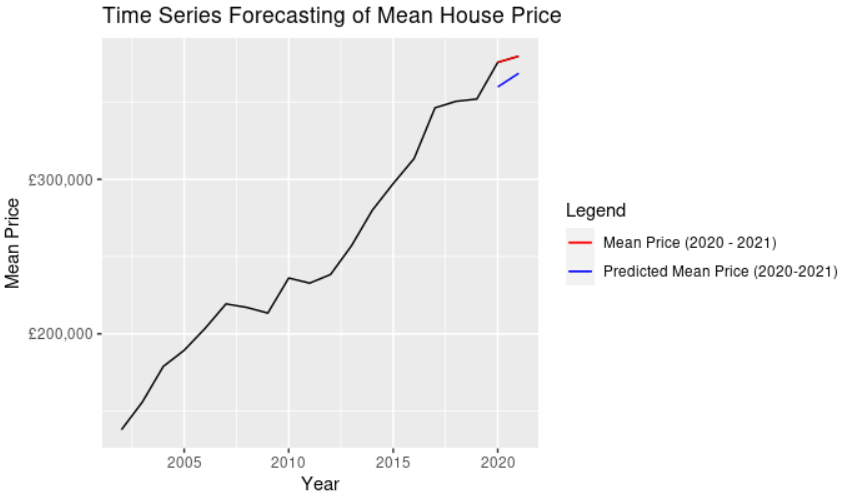 Time Series Forecasting of Mean House Price
Mean Price
£300,000
£200,000
2005 2010 2015 2020
Year
Legend
Mean Price (2020 - 2021)
Predicted Mean Price (2020-2021)